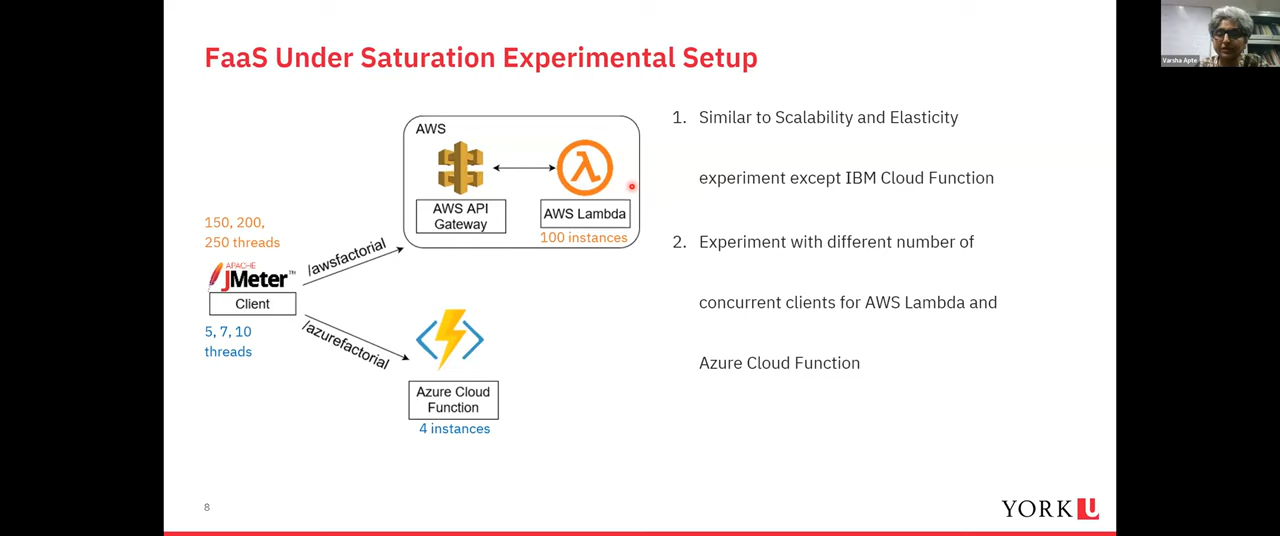 FaaS Under Saturation Experimental Setup
Varsha Apte
AWS
AWS API
Gateway
AWS Lambda
100 instances
150, 200,
250 threads
/awsfactorial
APACHE
JMeter™
Client
5, 7, 10
threads
/azurefactorial
Azure Cloud
Function
4 instances
1. Similar to Scalability and Elasticity
experiment except IBM Cloud Function
2. Experiment with different number of
concurrent clients for AWS Lambda and
Azure Cloud Function
8
YORK U